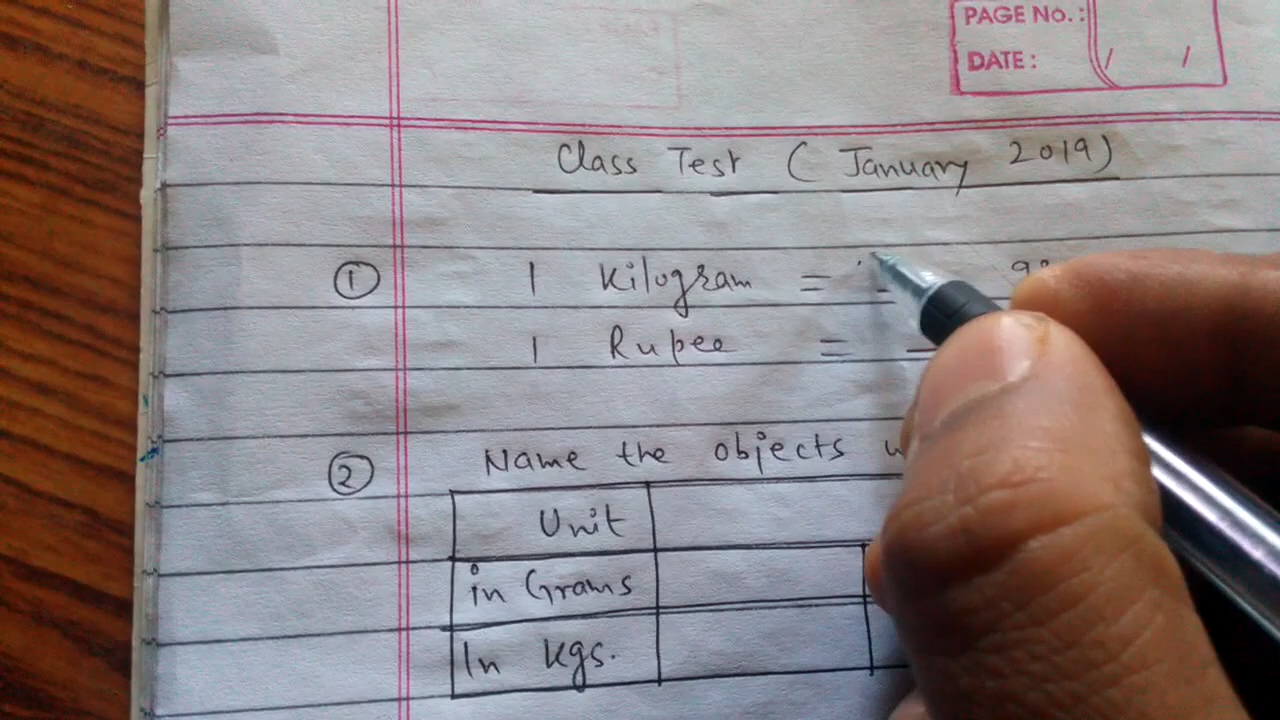 PAGE No.:
DATE: / /
Class Test (January 2019)
① 1 Kilogram =
1 Rupee =
② Name the objects
Unit
in Grams
In Kgs.